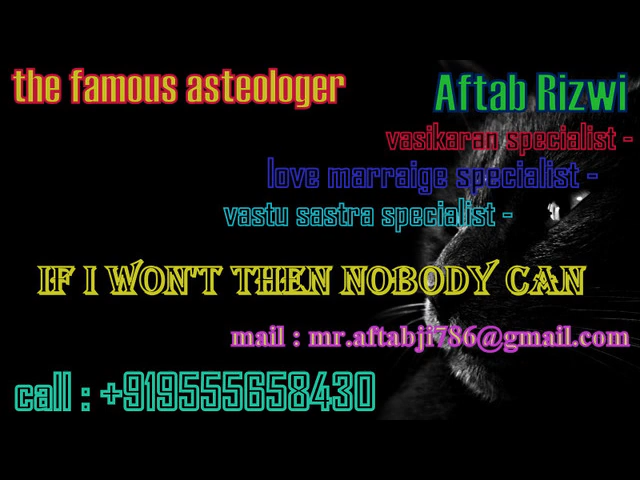 the famous asteologer
Aftab Rizwi
vasikaran specialist -
love marraige specialist -
vastu sastra specialist -
IF I WON'T THEN NOBODY CAN
mail : mr.aftabji786@gmail.com
call : +919555658430